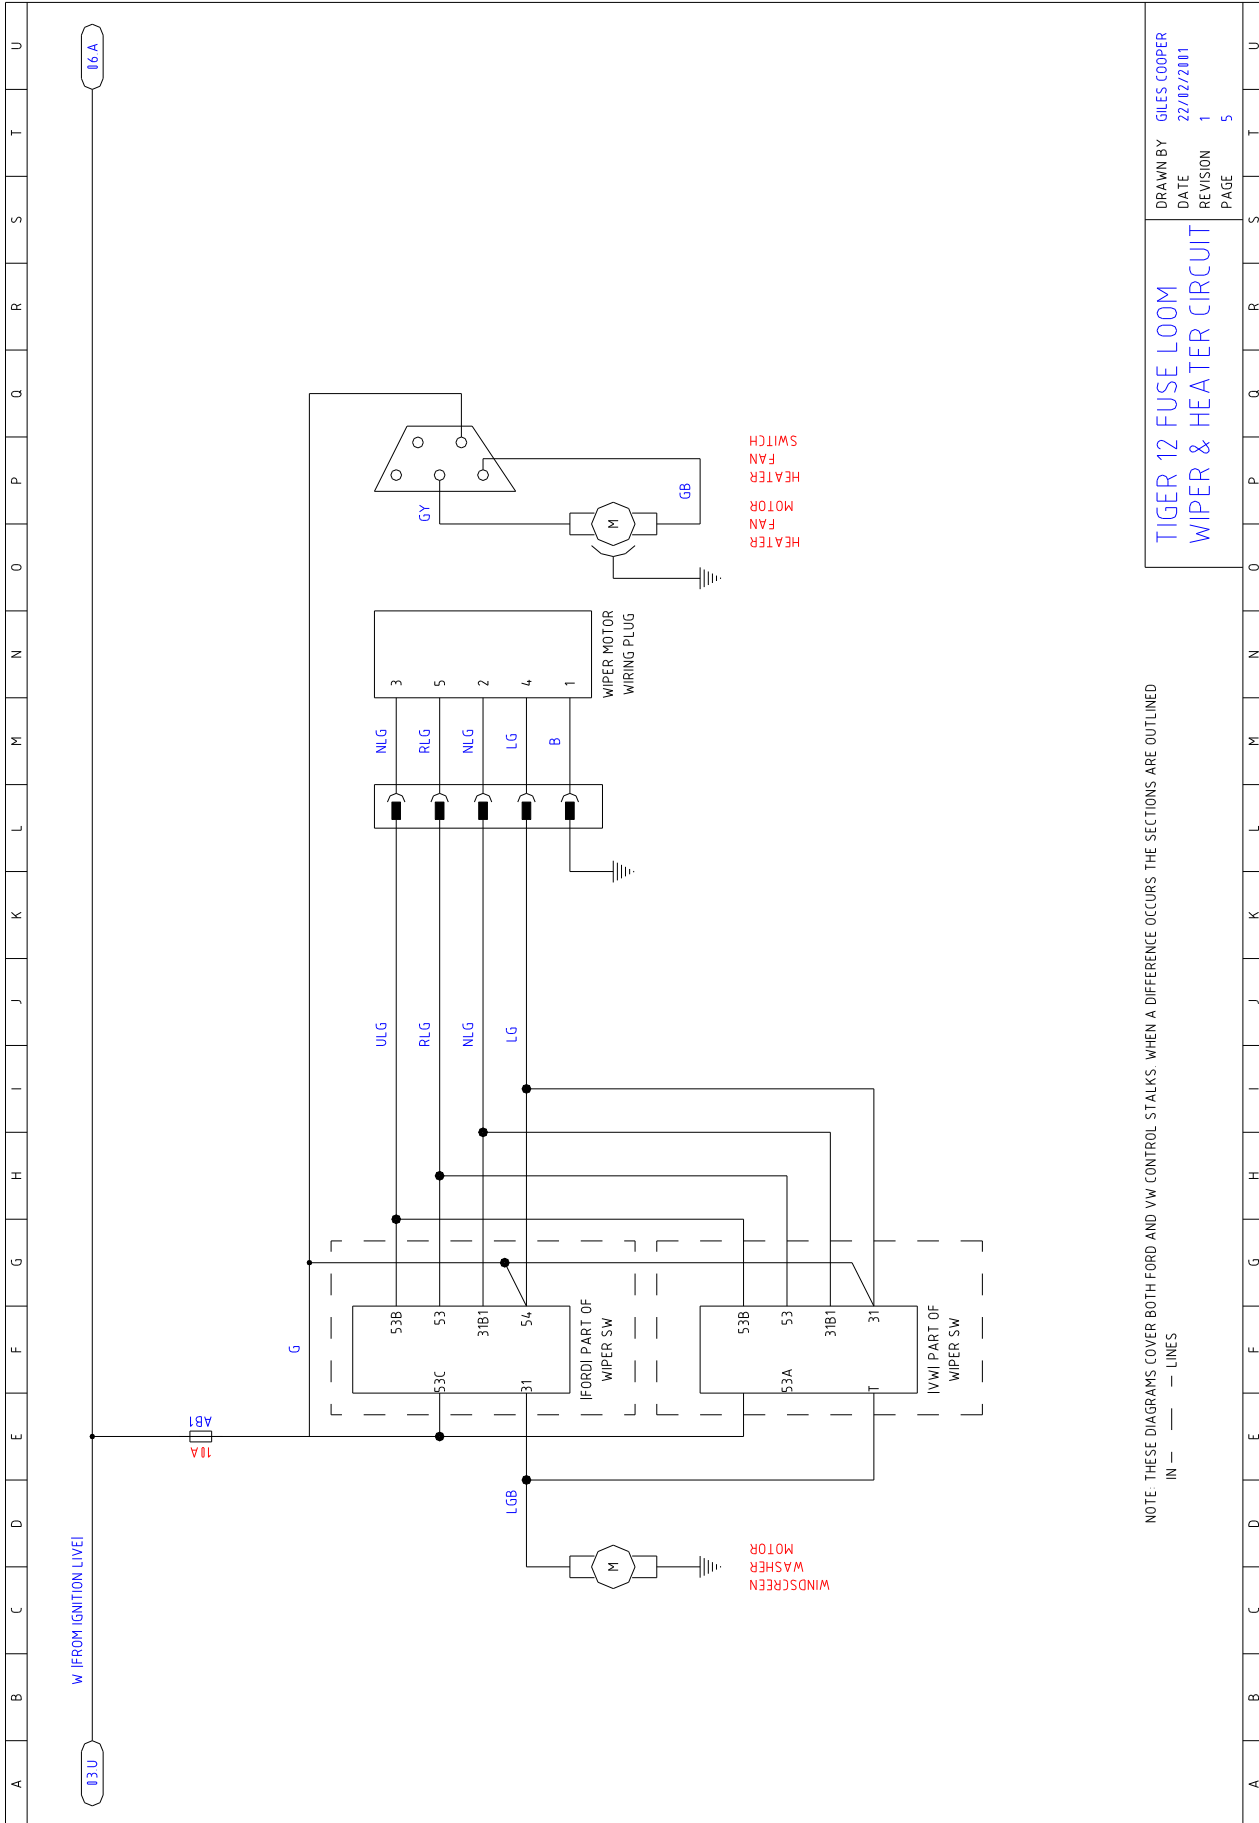 A B C D E F G H I J K L M N O P Q R S T U
03.U
W (FROM IGNITION LIVE)
06.A
10A
AB1
G
53B
53
31B1
54
53C
31
(FORD) PART OF
WIPER SW
53B
53
31B1
31
53A
T
(VW) PART OF
WIPER SW
LGB
M
WINDSCREEN
WASHER
MOTOR
ULG
RLG
NLG
LG
NLG
RLG
NLG
LG
B
3
5
2
4
1
WIPER MOTOR
WIRING PLUG
GY
GB
M
HEATER
FAN
MOTOR
HEATER
FAN
SWITCH
NOTE: THESE DIAGRAMS COVER BOTH FORD AND VW CONTROL STALKS. WHEN A DIFFERENCE OCCURS THE SECTIONS ARE OUTLINED
IN — — — LINES
TIGER 12 FUSE LOOM
WIPER & HEATER CIRCUIT
DRAWN BY GILES COOPER
DATE 22/02/2001
REVISION 1
PAGE 5
A B C D E F G H I J K L M N O P Q R S T U